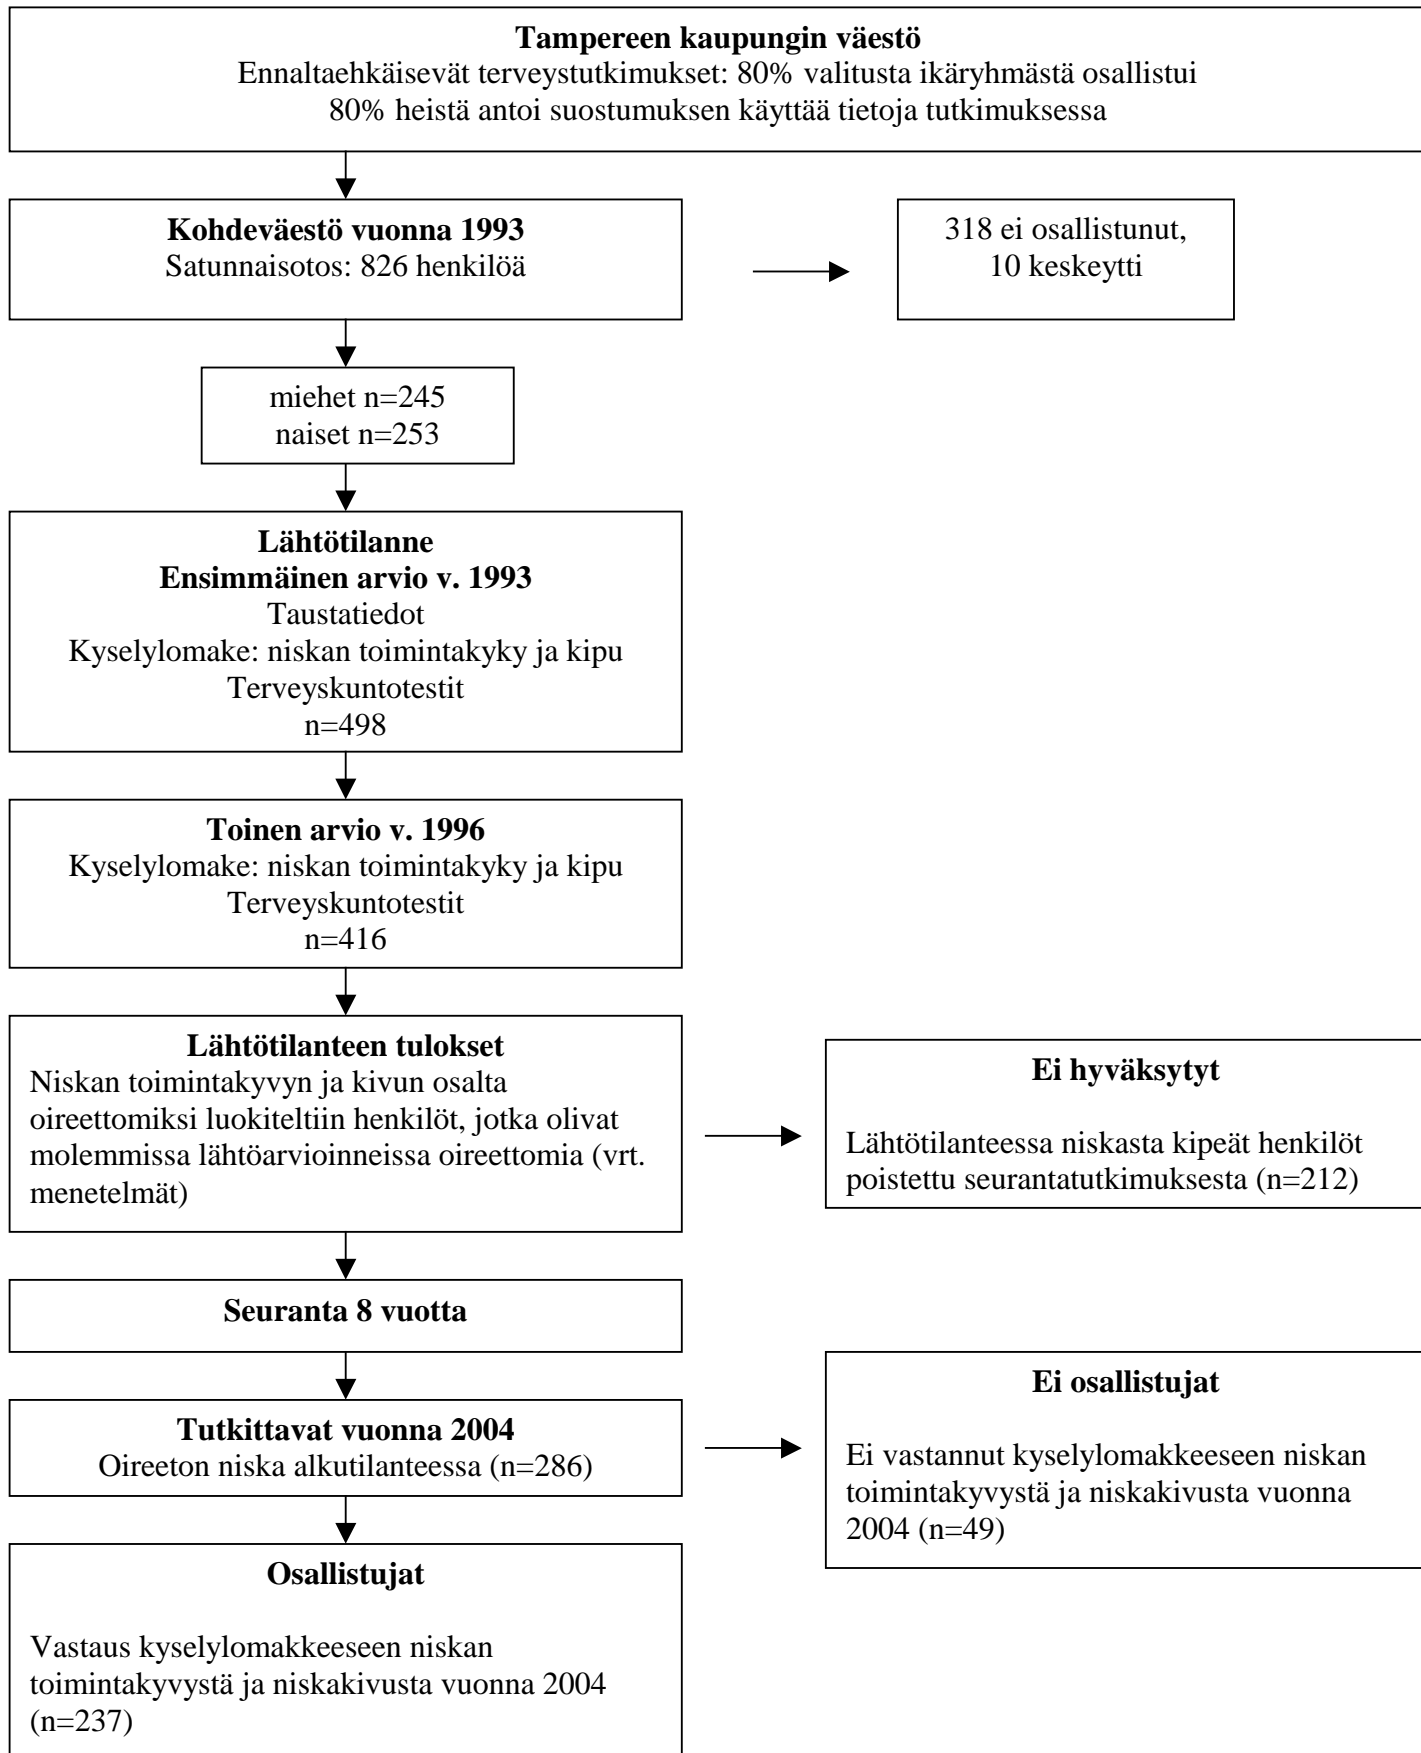 Tampereen kaupungin väestö
Ennaltaehkäisevät terveystutkimukset: 80% valitusta ikäryhmästä osallistui
80% heistä antoi suostumuksen käyttää tietoja tutkimuksessa
Kohdeväestö vuonna 1993
Satunnaisotos: 826 henkilöä
318 ei osallistunut,
10 keskeytti
miehet n=245
naiset n=253
Lähtötilanne
Ensimmäinen arvio v. 1993
Taustatiedot
Kyselylomake: niskan toimintakyky ja kipu
Terveyskuntotestit
n=498
Toinen arvio v. 1996
Kyselylomake: niskan toimintakyky ja kipu
Terveyskuntotestit
n=416
Lähtötilanteen tulokset
Niskan toimintakyvyn ja kivun osalta
oireettomiksi luokiteltiin henkilöt, jotka olivat
molemmissa lähtöarvioinneissa oireettomia (vrt.
menetelmät)
Ei hyväksytyt
Lähtötilanteessa niskasta kipeät henkilöt
poistettu seurantatutkimuksesta (n=212)
Seuranta 8 vuotta
Tutkittavat vuonna 2004
Oireeton niska alkutilanteessa (n=286)
Ei osallistujat
Ei vastannut kyselylomakkeeseen niskan
toimintakyvystä ja niskakivusta vuonna
2004 (n=49)
Osallistujat
Vastaus kyselylomakkeeseen niskan
toimintakyvystä ja niskakivusta vuonna 2004
(n=237)